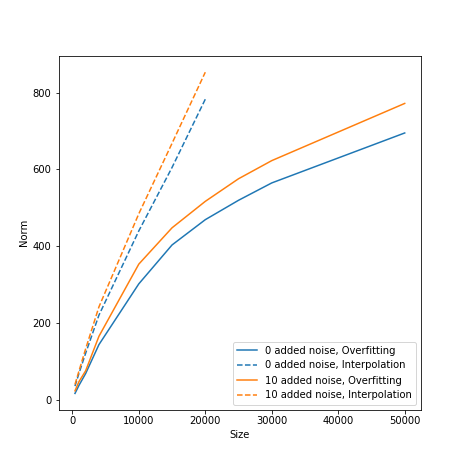 800
600
400
200
0
Norm
0 added noise, Overfitting
0 added noise, Interpolation
10 added noise, Overfitting
10 added noise, Interpolation
0 10000 20000 30000 40000 50000
Size